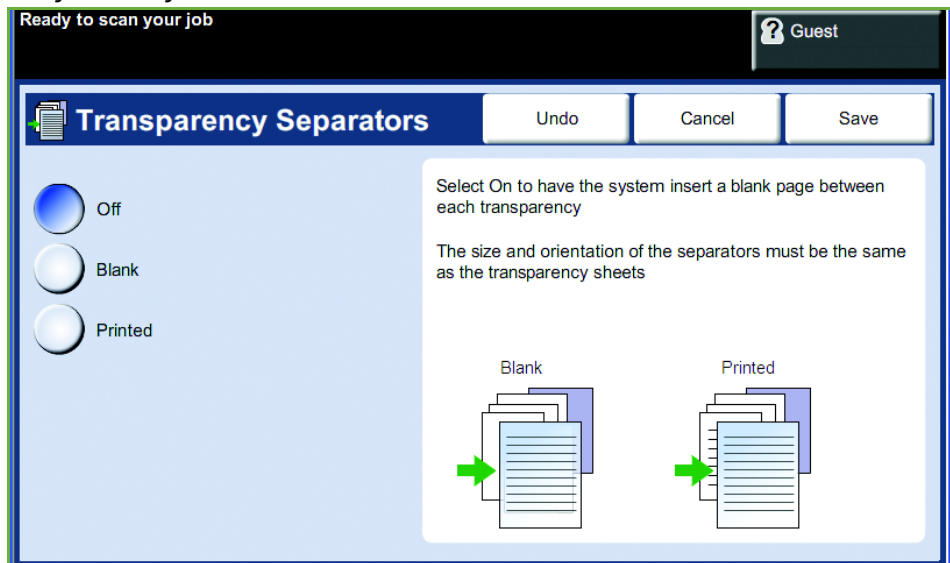 Ready to scan your job
Guest
Transparency Separators
Undo
Cancel
Save
Off
Blank
Printed
Select On to have the system insert a blank page between
each transparency
The size and orientation of the separators must be the same
as the transparency sheets
Blank
Printed